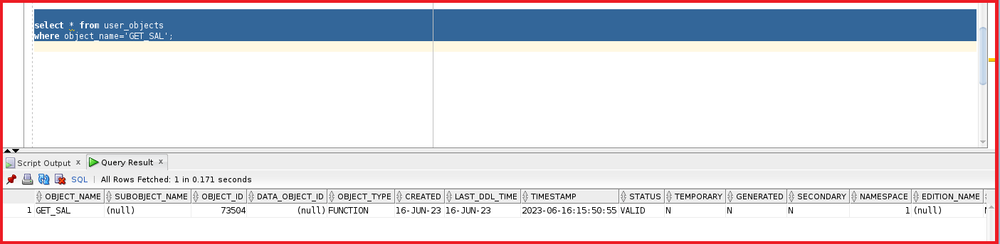 select * from user_objects
where object_name='GET_SAL';
Script Output x Query Result x
SQL | All Rows Fetched: 1 in 0.171 seconds
OBJECT_NAME SUBOBJECT_NAME OBJECT_ID DATA_OBJECT_ID OBJECT_TYPE CREATED LAST_DDL_TIME TIMESTAMP STATUS TEMPORARY GENERATED SECONDARY NAMESPACE EDITION_NAME
1 GET_SAL (null) 73504 (null) FUNCTION 16-JUN-23 16-JUN-23 2023-06-16:15:50:55 VALID N N N 1 (null)